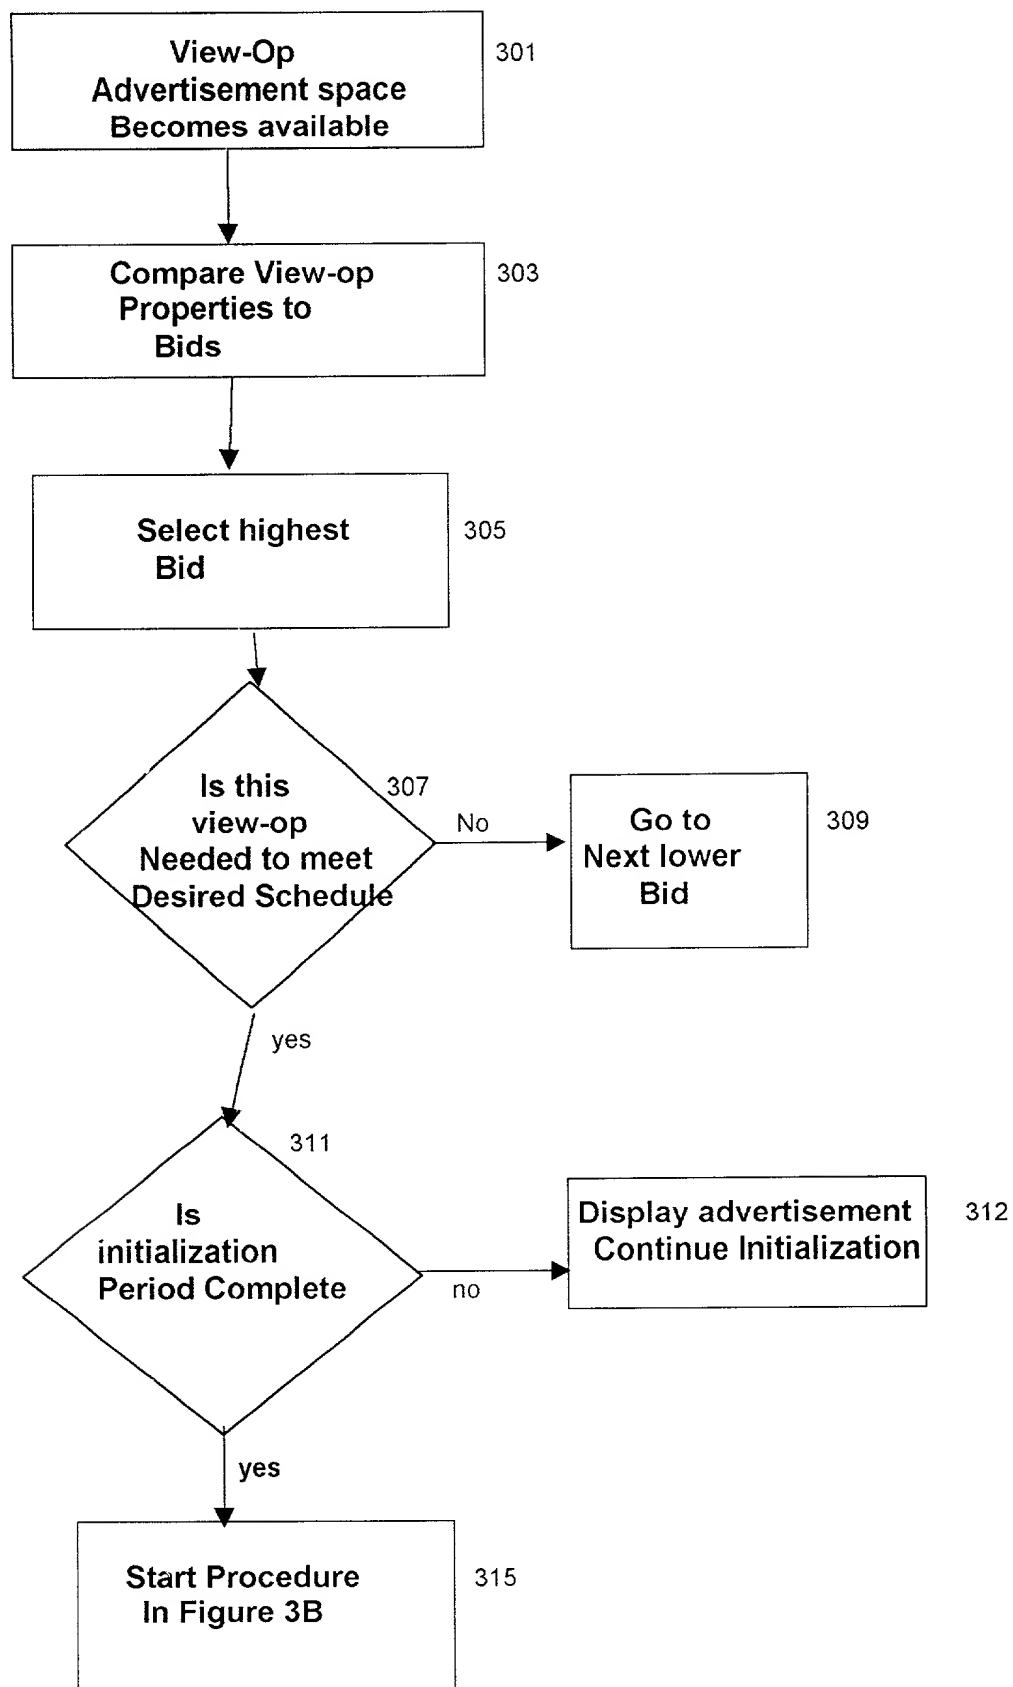 View-Op
Advertisement space
Becomes available
301
Compare View-op
Properties to
Bids
303
Select highest
Bid
305
Is this
view-op
Needed to meet
Desired Schedule
307
No
Go to
Next lower
Bid
309
yes
311
Is
initialization
Period Complete
no
Display advertisement
Continue Initialization
312
yes
Start Procedure
In Figure 3B
315